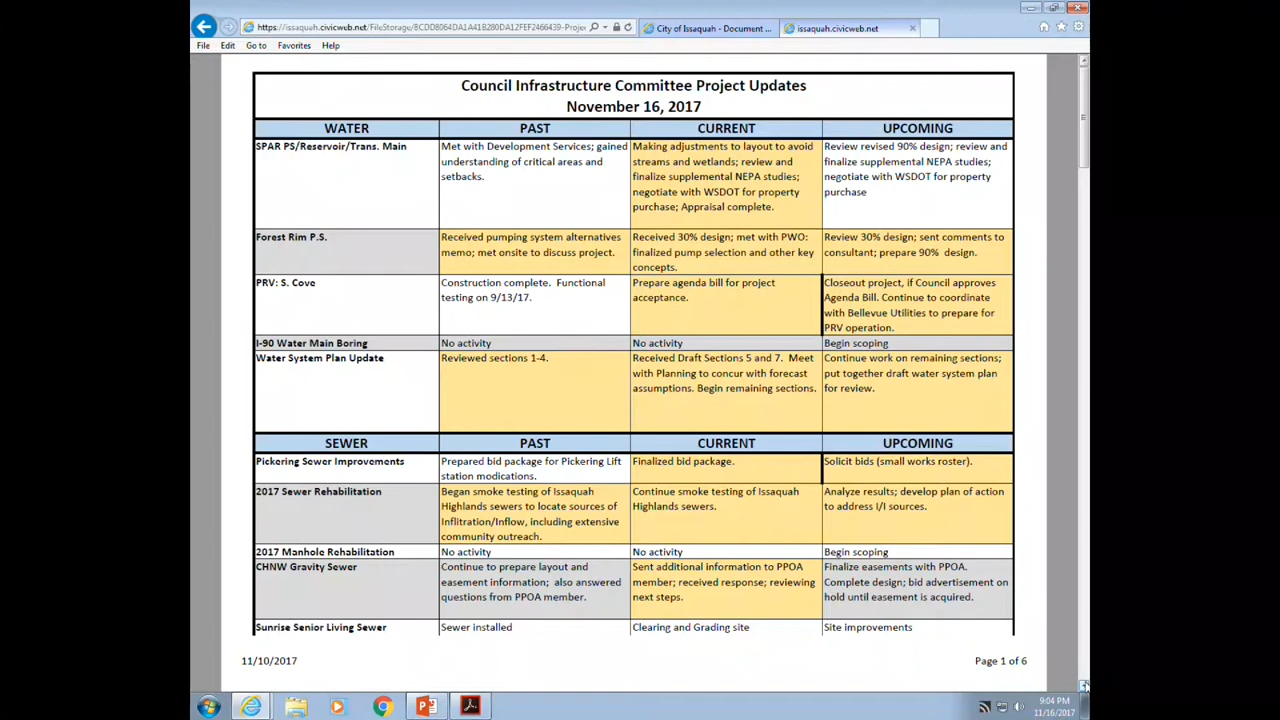 https://issaquah.civicweb.net/FileStorage/8CDD8064DA1A41B280DA12FEF2466439-Projec
City of Issaquah - Document ...
issaquah.civicweb.net
File Edit Go to Favorites Help
Council Infrastructure Committee Project Updates
November 16, 2017
WATER PAST CURRENT UPCOMING
SPAR PS/Reservoir/Trans. Main
Met with Development Services; gained
understanding of critical areas and
setbacks.
Making adjustments to layout to avoid
streams and wetlands; review and
finalize supplemental NEPA studies;
negotiate with WSDOT for property
purchase; Appraisal complete.
Review revised 90% design; review and
finalize supplemental NEPA studies;
negotiate with WSDOT for property
purchase
Forest Rim P.S.
Received pumping system alternatives
memo; met onsite to discuss project.
Received 30% design; met with PWO:
finalized pump selection and other key
concepts.
Review 30% design; sent comments to
consultant; prepare 90% design.
PRV: S. Cove
Construction complete. Functional
testing on 9/13/17.
Prepare agenda bill for project
acceptance.
Closeout project, if Council approves
Agenda Bill. Continue to coordinate
with Bellevue Utilities to prepare for
PRV operation.
I-90 Water Main Boring
No activity
No activity
Begin scoping
Water System Plan Update
Reviewed sections 1-4.
Received Draft Sections 5 and 7. Meet
with Planning to concur with forecast
assumptions. Begin remaining sections.
Continue work on remaining sections;
put together draft water system plan
for review.
SEWER PAST CURRENT UPCOMING
Pickering Sewer Improvements
Prepared bid package for Pickering Lift
station modications.
Finalized bid package.
Solicit bids (small works roster).
2017 Sewer Rehabilitation
Began smoke testing of Issaquah
Highlands sewers to locate sources of
Inflitration/Inflow, including extensive
community outreach.
Continue smoke testing of Issaquah
Highlands sewers.
Analyze results; develop plan of action
to address I/I sources.
2017 Manhole Rehabilitation
No activity
No activity
Begin scoping
CHNW Gravity Sewer
Continue to prepare layout and
easement information; also answered
questions from PPOA member.
Sent additional information to PPOA
member; received response; reviewing
next steps.
Finalize easements with PPOA.
Complete design; bid advertisement on
hold until easement is acquired.
Sunrise Senior Living Sewer
Sewer installed
Clearing and Grading site
Site improvements
11/10/2017
Page 1 of 6
9:04 PM
11/16/2017